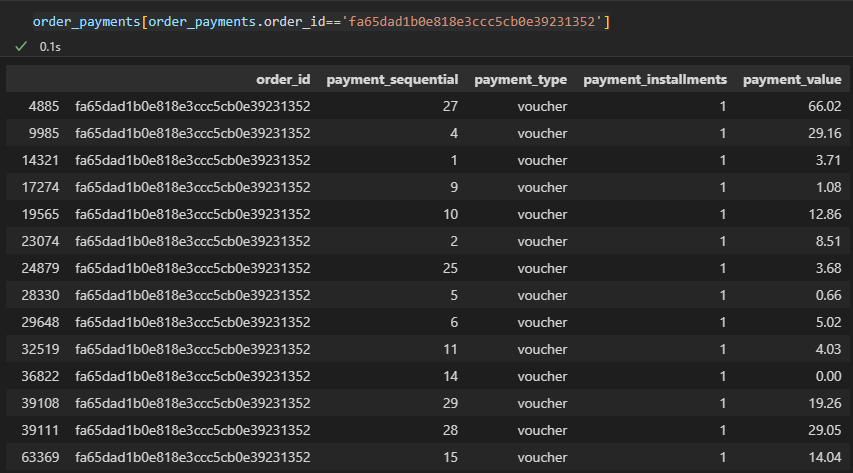 order_payments[order_payments.order_id=='fa65dad1b0e818e3ccc5cb0e39231352']
0.1s
order_id payment_sequential payment_type payment_installments payment_value
4885 fa65dad1b0e818e3ccc5cb0e39231352 27 voucher 1 66.02
9985 fa65dad1b0e818e3ccc5cb0e39231352 4 voucher 1 29.16
14321 fa65dad1b0e818e3ccc5cb0e39231352 1 voucher 1 3.71
17274 fa65dad1b0e818e3ccc5cb0e39231352 9 voucher 1 1.08
19565 fa65dad1b0e818e3ccc5cb0e39231352 10 voucher 1 12.86
23074 fa65dad1b0e818e3ccc5cb0e39231352 2 voucher 1 8.51
24879 fa65dad1b0e818e3ccc5cb0e39231352 25 voucher 1 3.68
28330 fa65dad1b0e818e3ccc5cb0e39231352 5 voucher 1 0.66
29648 fa65dad1b0e818e3ccc5cb0e39231352 6 voucher 1 5.02
32519 fa65dad1b0e818e3ccc5cb0e39231352 11 voucher 1 4.03
36822 fa65dad1b0e818e3ccc5cb0e39231352 14 voucher 1 0.00
39108 fa65dad1b0e818e3ccc5cb0e39231352 29 voucher 1 19.26
39111 fa65dad1b0e818e3ccc5cb0e39231352 28 voucher 1 29.05
63369 fa65dad1b0e818e3ccc5cb0e39231352 15 voucher 1 14.04